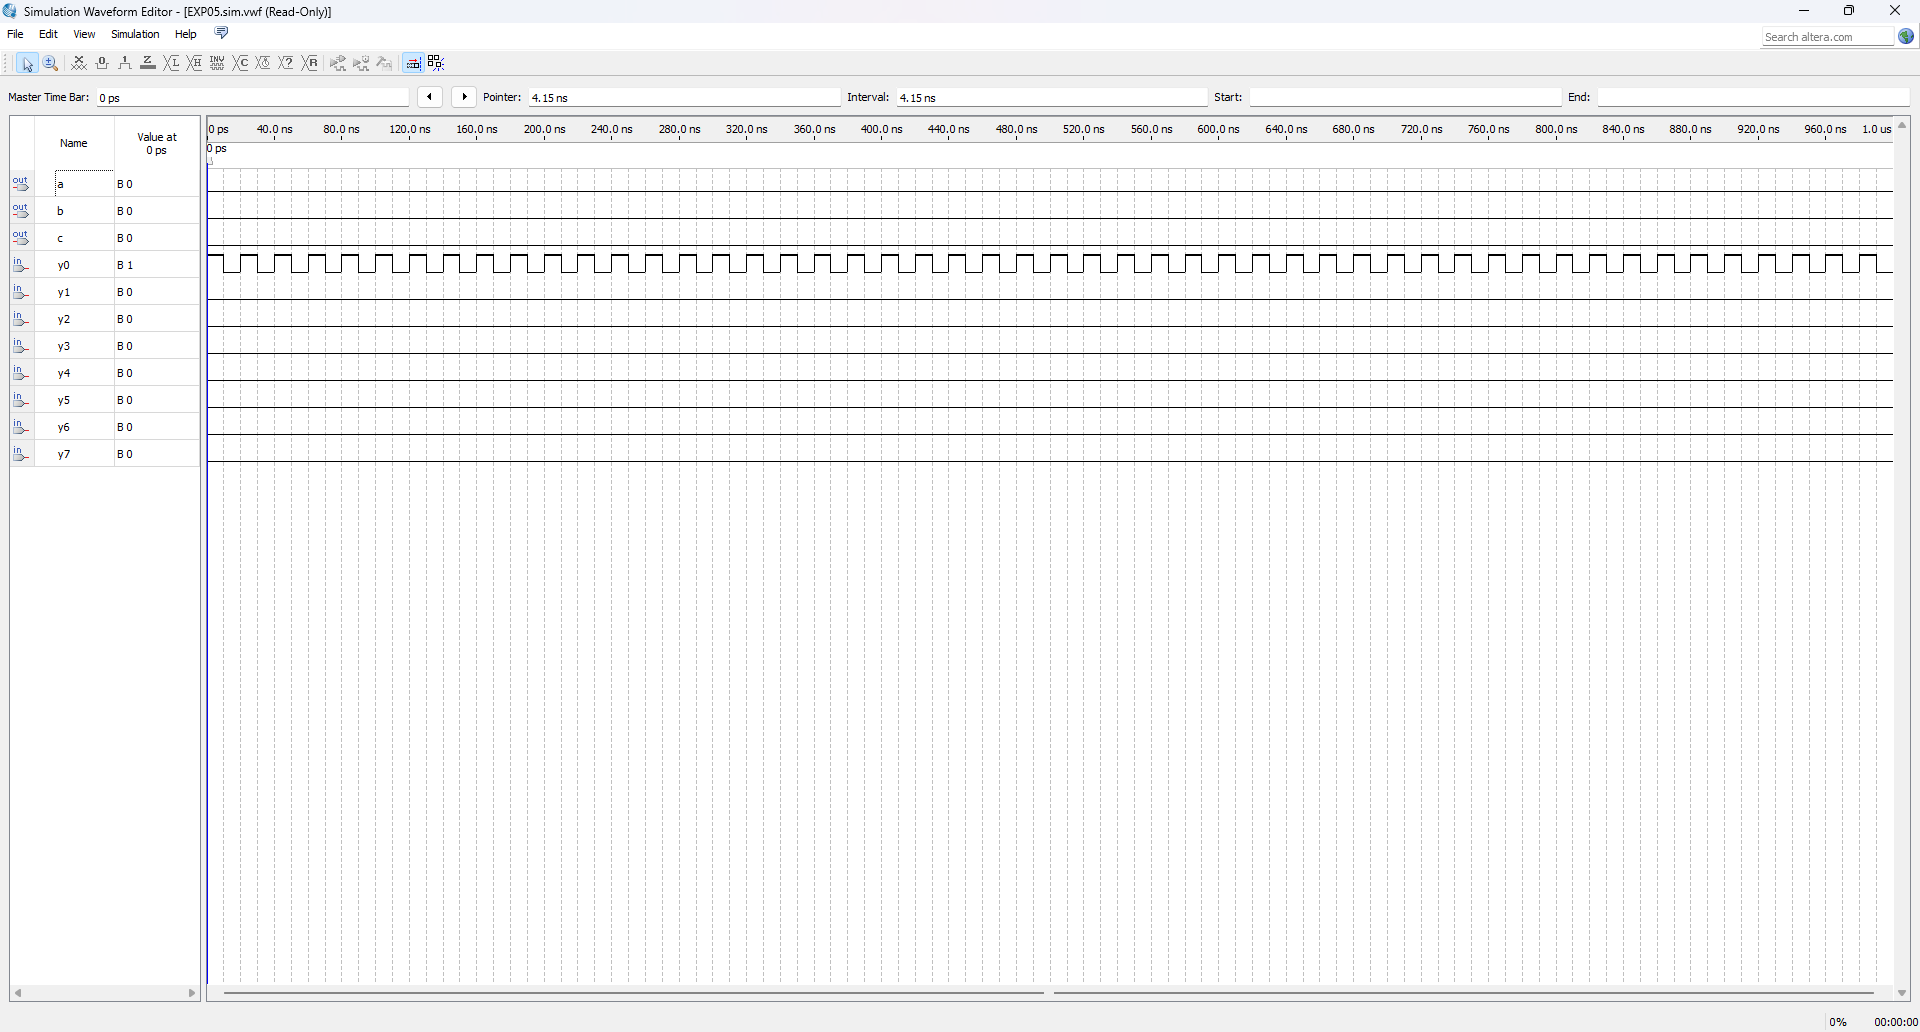 Simulation Waveform Editor - [EXP05.sim.vwf (Read-Only)]
File Edit View Simulation Help
Search altera.com
Master Time Bar: 0 ps Pointer: 4.15 ns Interval: 4.15 ns Start: End:
Name Value at 0 ps
0 ps 40.0 ns 80.0 ns 120.0 ns 160.0 ns 200.0 ns 240.0 ns 280.0 ns 320.0 ns 360.0 ns 400.0 ns 440.0 ns 480.0 ns 520.0 ns 560.0 ns 600.0 ns 640.0 ns 680.0 ns 720.0 ns 760.0 ns 800.0 ns 840.0 ns 880.0 ns 920.0 ns 960.0 ns 1.0 us
0 ps
out a B 0
out b B 0
out c B 0
in y0 B 1
in y1 B 0
in y2 B 0
in y3 B 0
in y4 B 0
in y5 B 0
in y6 B 0
in y7 B 0
0% 00:00:00